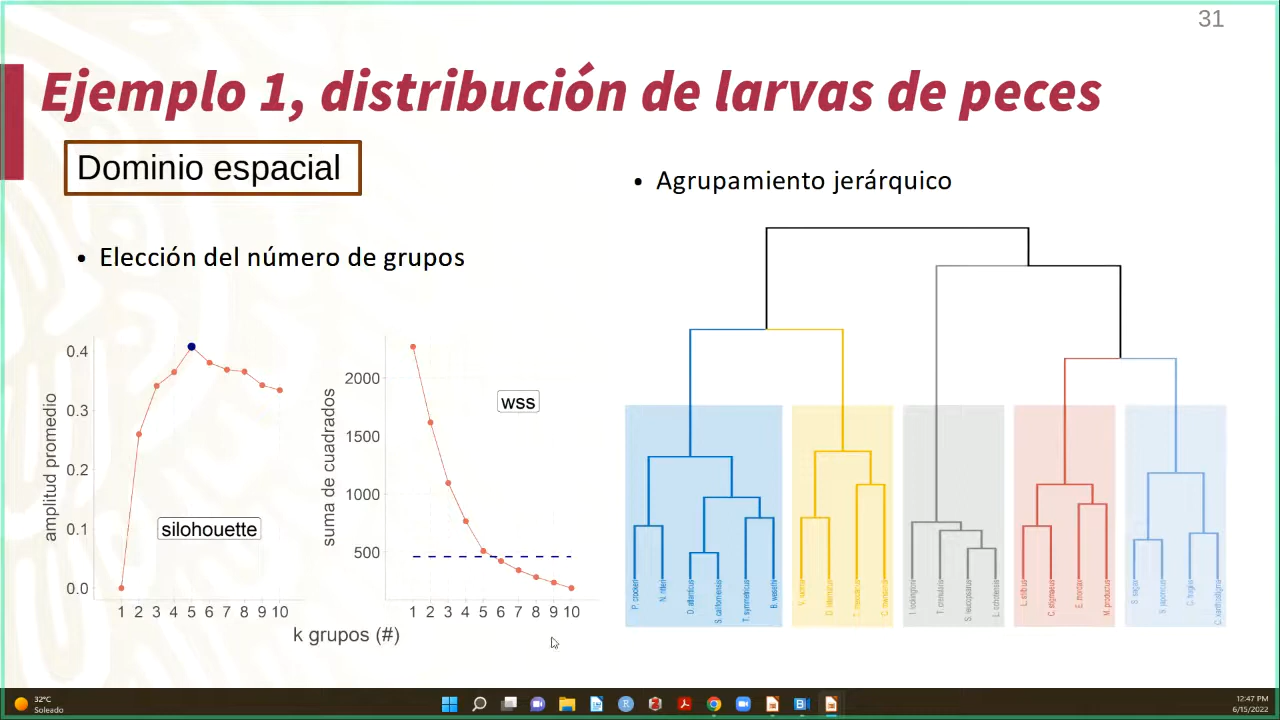 31
Ejemplo 1, distribución de larvas de peces
Dominio espacial
• Elección del número de grupos
amplitud promedio
0.4
0.3
0.2
0.1
0.0
silohouette
1 2 3 4 5 6 7 8 9 10
suma de cuadrados
2000
1500
1000
500
wss
1 2 3 4 5 6 7 8 9 10
k grupos (#)
• Agrupamiento jerárquico
P. crockeri
N. ritteri
D. atlanticus
S. californiensis
T. symmetricus
B. wesethi
L. stilbius
C. stigmaeus
E. mordax
M. productus
32°C
Soleado
12:47 PM
6/15/2022